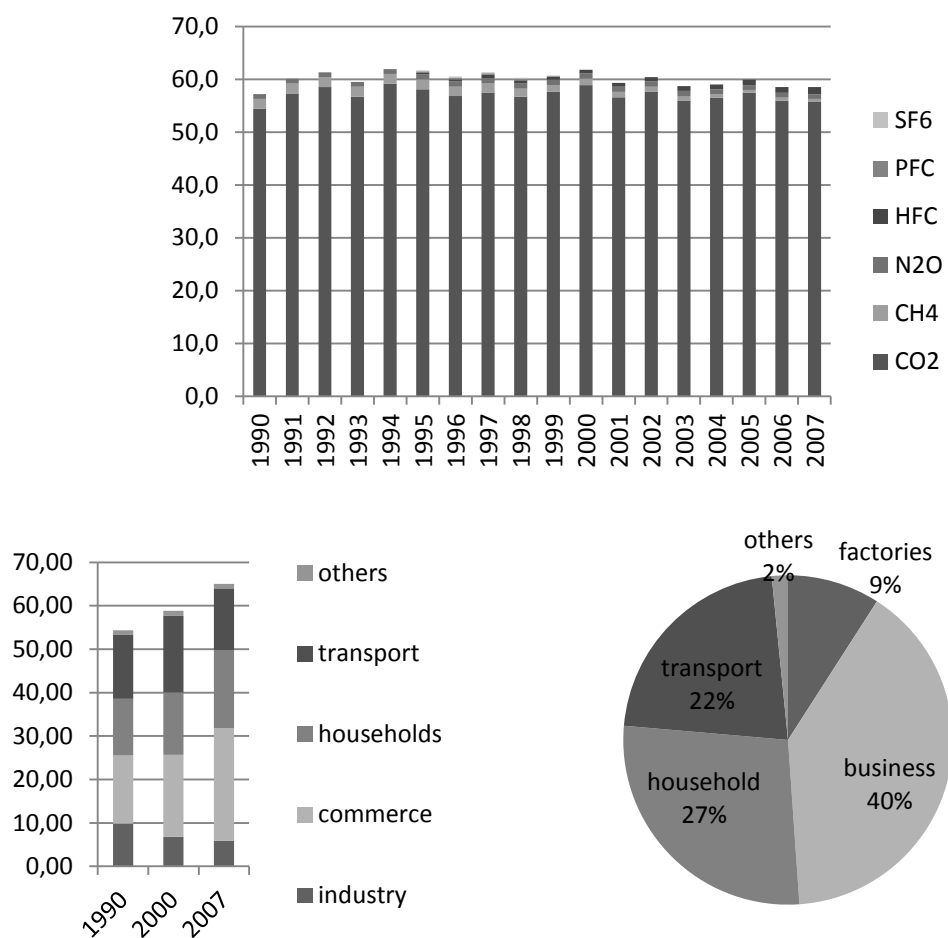 70,0
60,0
50,0
40,0
30,0
20,0
10,0
0,0
1990
1991
1992
1993
1994
1995
1996
1997
1998
1999
2000
2001
2002
2003
2004
2005
2006
2007
SF6
PFC
HFC
N2O
CH4
CO2
70,00
60,00
50,00
40,00
30,00
20,00
10,00
0,00
1990
2000
2007
others
transport
households
commerce
industry
others
2%
factories
9%
transport
22%
business
40%
household
27%